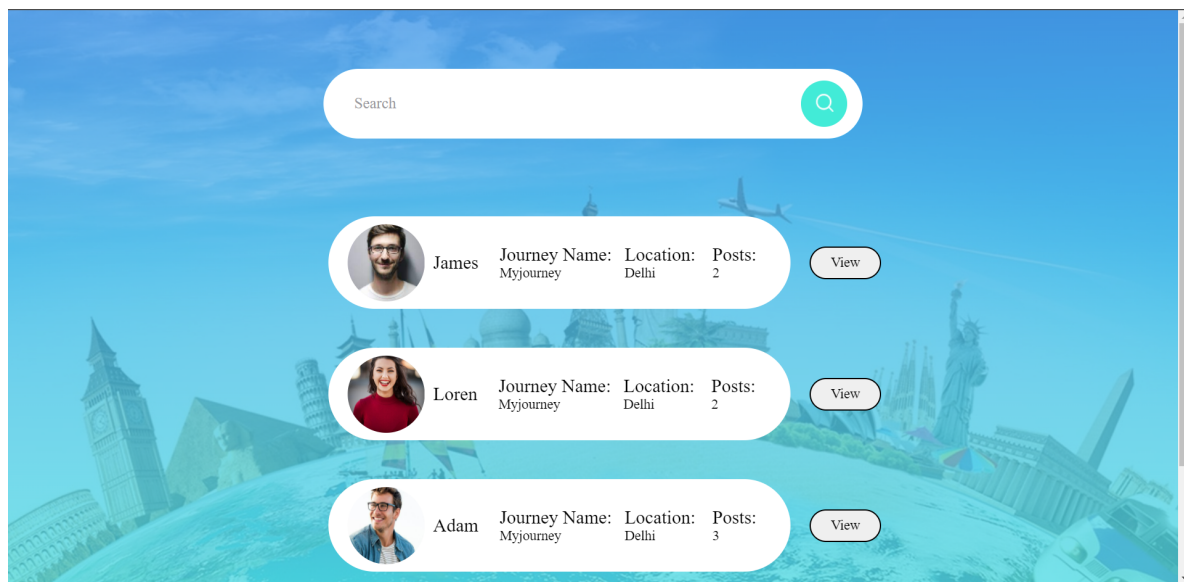 Search
James Journey Name: Location: Posts:
Myjourney Delhi 2
View
Loren Journey Name: Location: Posts:
Myjourney Delhi 2
View
Adam Journey Name: Location: Posts:
Myjourney Delhi 3
View